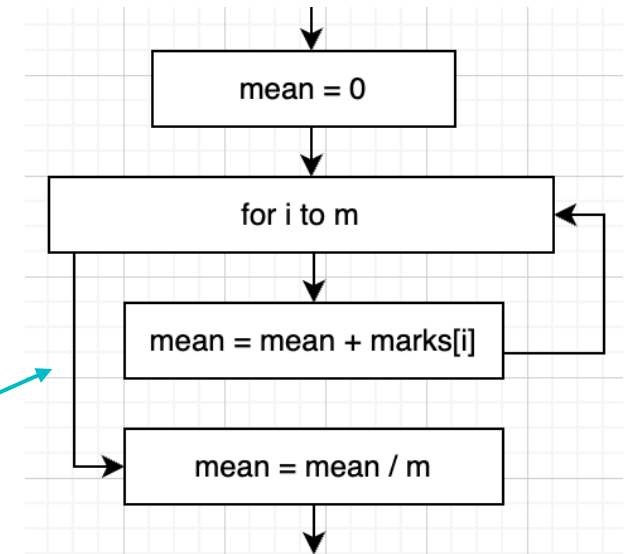 mean = 0
for i to m
mean = mean + marks[i]
mean = mean / m